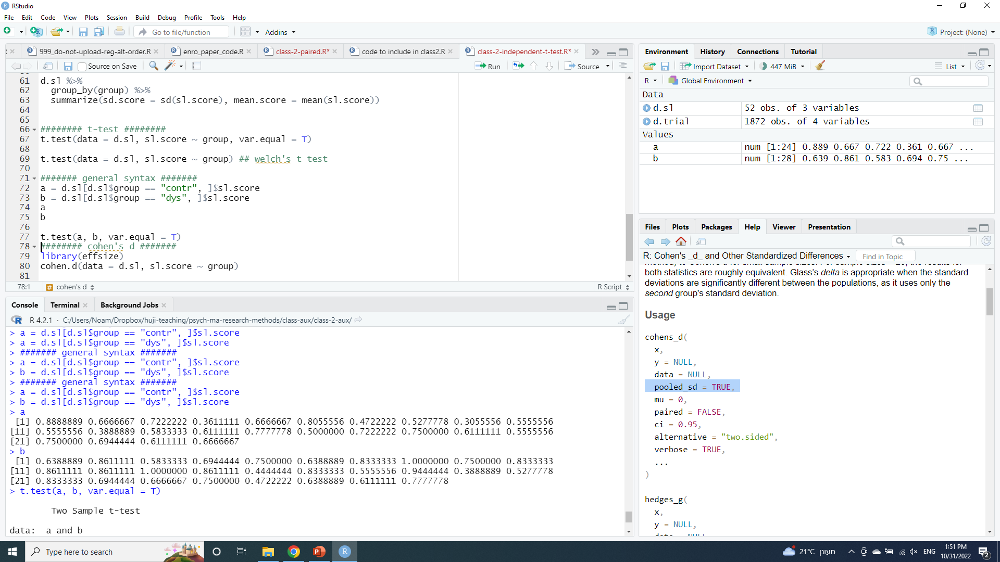 RStudio
File Edit Code View Plots Session Build Debug Profile Tools Help
Go to file/function Addins Project: (None)
999_do-not-upload-reg-alt-order.R enro_paper_code.R class-2-paired.R* code to include in class2.R class-2-independent-t-test.R*
Source on Save Run Source
61 d.sl %>%
62 group_by(group) %>%
63 summarize(sd.score = sd(sl.score), mean.score = mean(sl.score))
64
65
66 ######## t-test ########
67 t.test(data = d.sl, sl.score ~ group, var.equal = T)
68
69 t.test(data = d.sl, sl.score ~ group) ## welch's t test
70
71 ####### general syntax #######
72 a = d.sl[d.sl$group == "contr", ]$sl.score
73 b = d.sl[d.sl$group == "dys", ]$sl.score
74 a
75 b
76
77 t.test(a, b, var.equal = T)
78 ######## cohen's d #######
79 library(effsize)
80 cohen.d(data = d.sl, sl.score ~ group)
81
78:1 # cohen's d R Script
Console Terminal Background Jobs
R 4.2.1 · C:/Users/Noam/Dropbox/huji-teaching/psych-ma-research-methods/class-aux/class-2-aux/
> a = d.sl[d.sl$group == "contr", ]$sl.score
> a = d.sl[d.sl$group == "dys", ]$sl.score
> ####### general syntax #######
> a = d.sl[d.sl$group == "contr", ]$sl.score
> b = d.sl[d.sl$group == "dys", ]$sl.score
> ####### general syntax #######
> a = d.sl[d.sl$group == "contr", ]$sl.score
> b = d.sl[d.sl$group == "dys", ]$sl.score
> a
[1] 0.8888889 0.6666667 0.7222222 0.3611111 0.6666667 0.8055556 0.4722222 0.5277778 0.3055556 0.5555556
[11] 0.5555556 0.3888889 0.5833333 0.6111111 0.7777778 0.5000000 0.7222222 0.7500000 0.6111111 0.5555556
[21] 0.7500000 0.6944444 0.6111111 0.6666667
> b
[1] 0.6388889 0.8611111 0.5833333 0.6944444 0.7500000 0.6388889 0.8333333 1.0000000 0.7500000 0.8333333
[11] 0.8611111 0.8611111 1.0000000 0.8611111 0.4444444 0.8333333 0.5555556 0.9444444 0.3888889 0.5277778
[21] 0.8333333 0.6944444 0.6666667 0.7500000 0.4722222 0.6388889 0.6111111 0.7777778
> t.test(a, b, var.equal = T)
Two Sample t-test
data: a and b
Environment History Connections Tutorial
Import Dataset 447 MiB List
R Global Environment
Data
d.sl 52 obs. of 3 variables
d.trial 1872 obs. of 4 variables
Values
a num [1:24] 0.889 0.667 0.722 0.361 0.667 ...
b num [1:28] 0.639 0.861 0.583 0.694 0.75 ...
Files Plots Packages Help Viewer Presentation
R: Cohen's _d_ and Other Standardized Differences Find in Topic
both statistics are roughly equivalent. Glass's delta is appropriate when the standard
deviations are significantly different between the populations, as it uses only the
second group's standard deviation.
Usage
cohens_d(
x,
y = NULL,
data = NULL,
pooled_sd = TRUE,
mu = 0,
paired = FALSE,
ci = 0.95,
alternative = "two.sided",
verbose = TRUE,
...
)
hedges_g(
x,
y = NULL,
Type here to search 21°C מעונן ENG 1:51 PM
10/31/2022 2